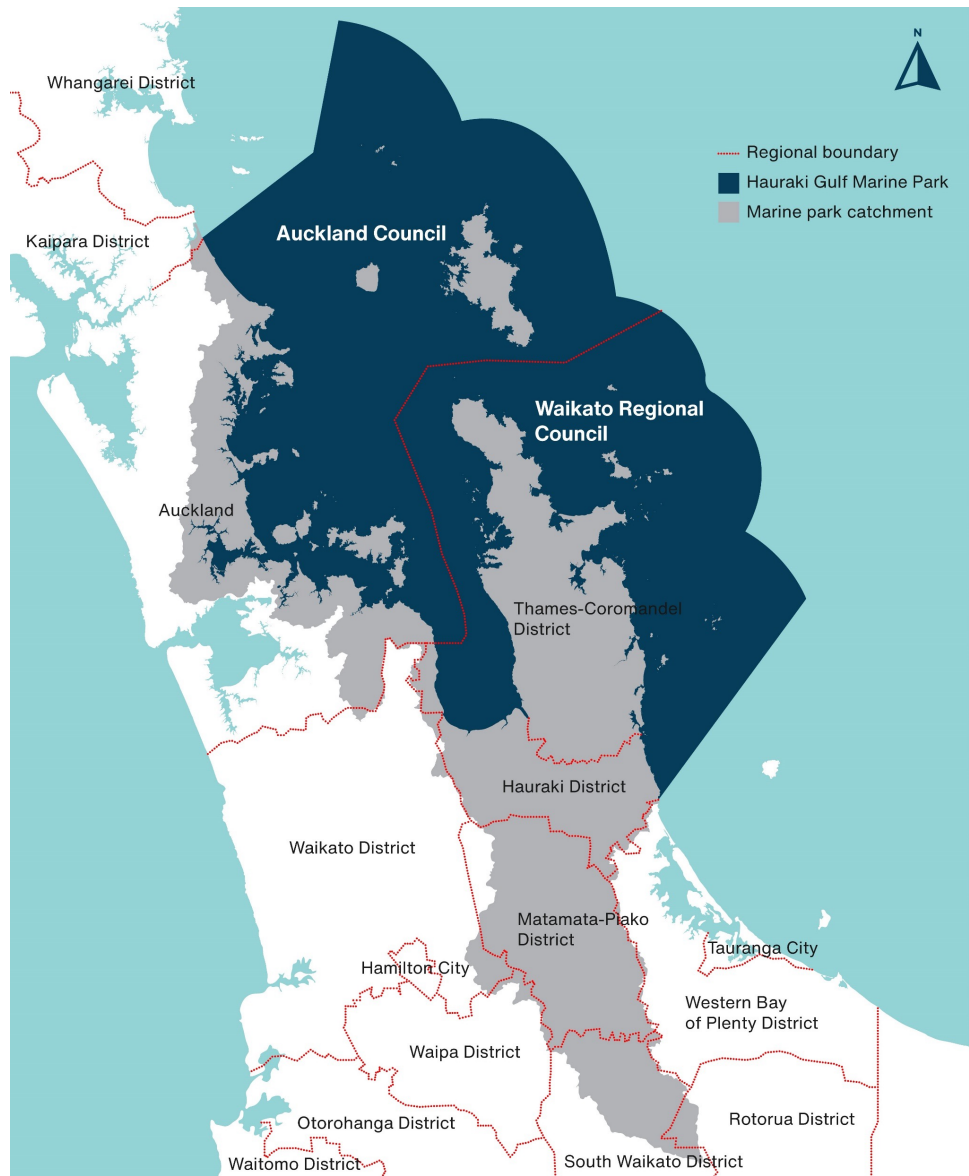 N
Whangarei District
Regional boundary
Hauraki Gulf Marine Park
Marine park catchment
Kaipara District
Auckland Council
Waikato Regional
Council
Auckland
Thames-Coromandel
District
Hauraki District
Waikato District
Matamata-Piako
District
Tauranga City
Hamilton City
Western Bay
of Plenty District
Waipa District
Otorohanga District
Rotorua District
Waitomo District
South Waikato District